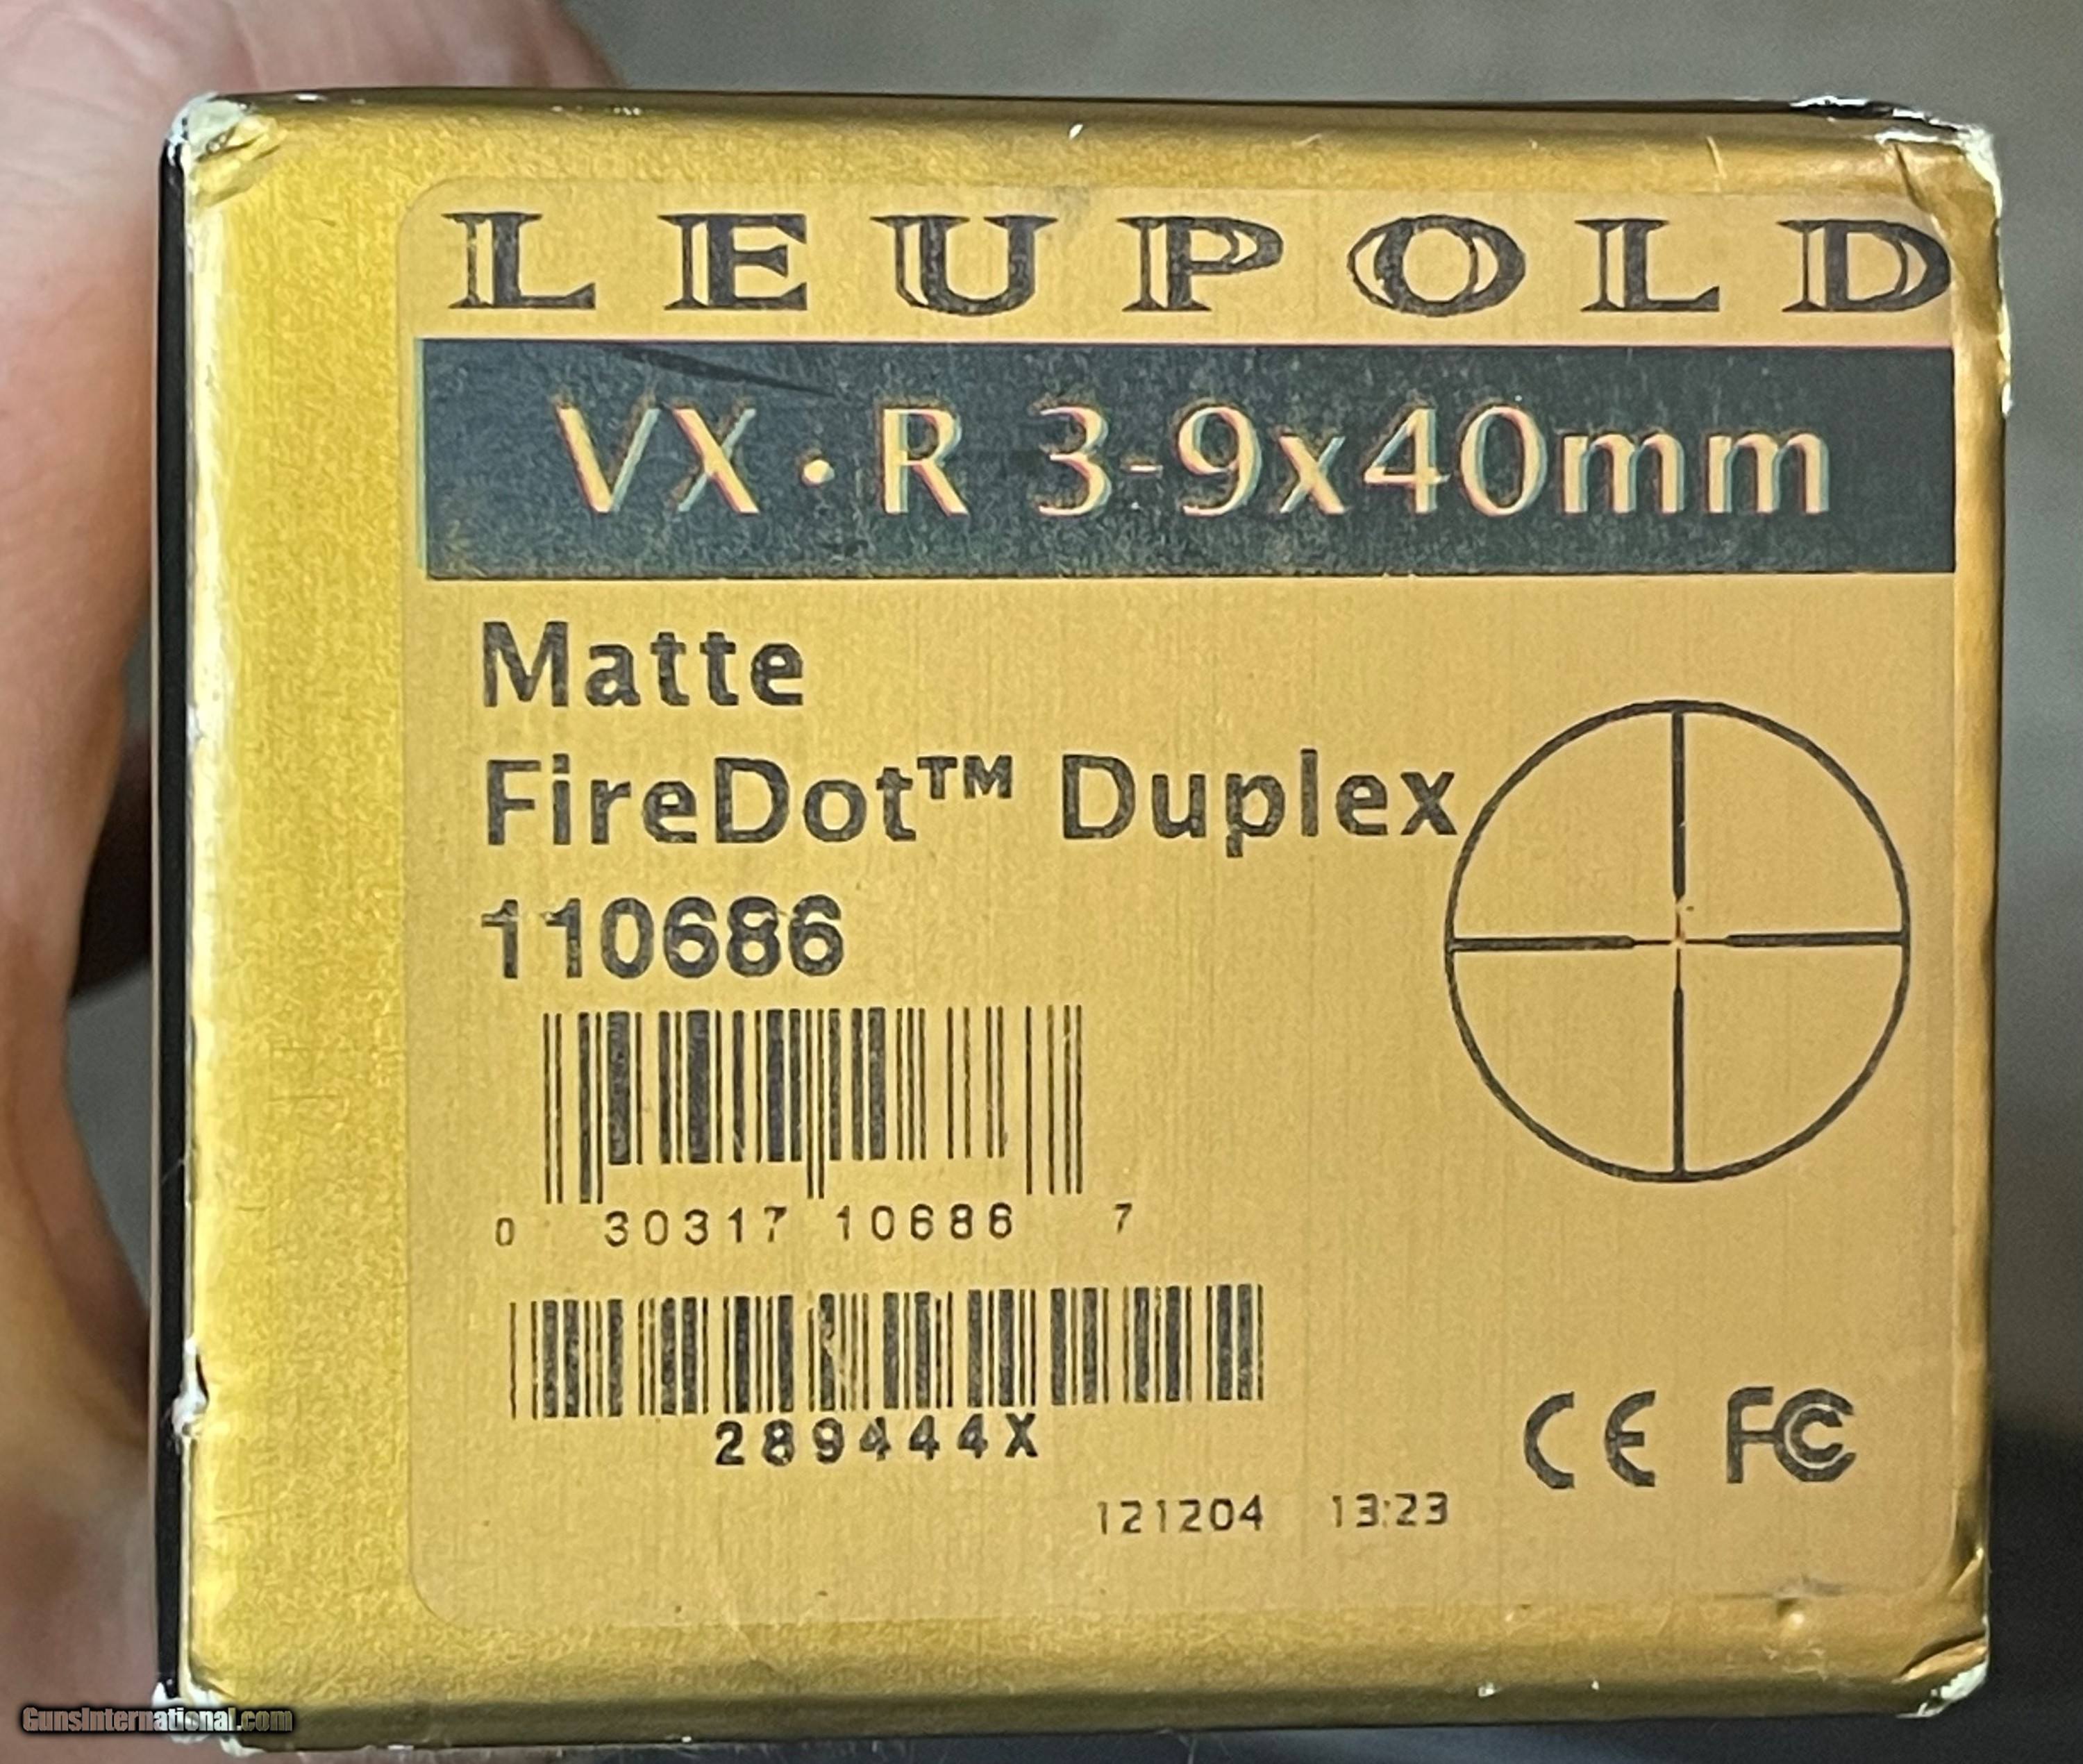 LEUPOLD
VX·R 3-9x40mm
Matte
FireDot™ Duplex
110686
0 30317 10686 7
289444X
CE FC
121204 13:23
GunsInternational.com